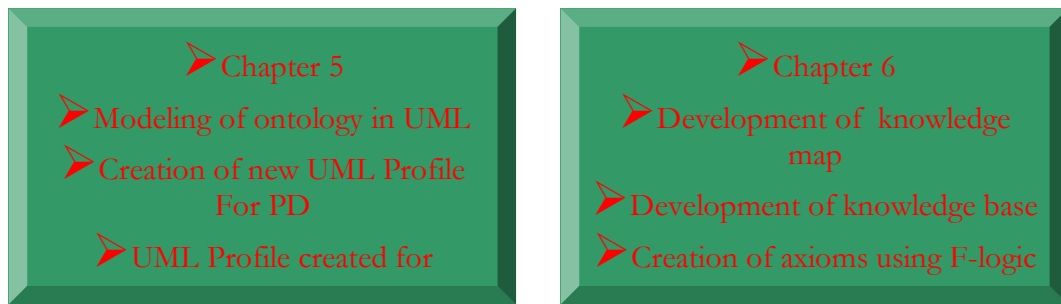 ➢Chapter 5
➢Modeling of ontology in UML
➢Creation of new UML Profile
For PD
➢UML Profile created for
➢Chapter 6
➢Development of knowledge
map
➢Development of knowledge base
➢Creation of axioms using F-logic